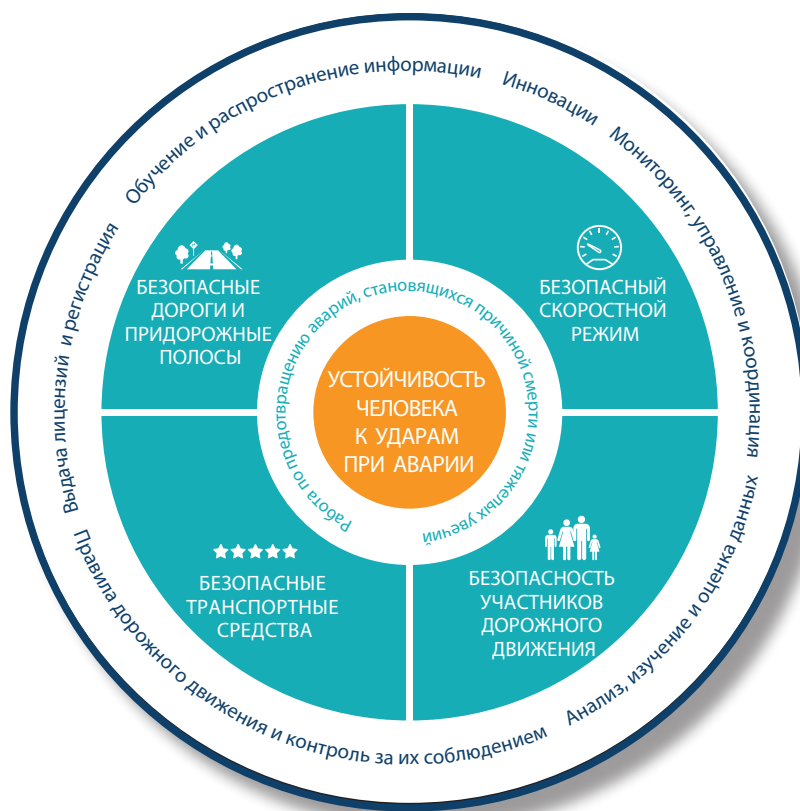 Обучение и распространение информации
Инновации
Мониторинг, управление и координация
Анализ, изучение и оценка данных
Правила дорожного движения и контроль за их соблюдением
Выдача лицензий и регистрация
БЕЗОПАСНЫЕ
ДОРОГИ И
ПРИДОРОЖНЫЕ
ПОЛОСЫ
БЕЗОПАСНЫЙ
СКОРОСТНОЙ
РЕЖИМ
Работа по предотвращению аварий, становящихся причиной смерти или тяжелых увечий
УСТОЙЧИВОСТЬ
ЧЕЛОВЕКА
К УДАРАМ
ПРИ АВАРИИ
БЕЗОПАСНЫЕ
ТРАНСПОРТНЫЕ
СРЕДСТВА
БЕЗОПАСНОСТЬ
УЧАСТНИКОВ
ДОРОЖНОГО
ДВИЖЕНИЯ